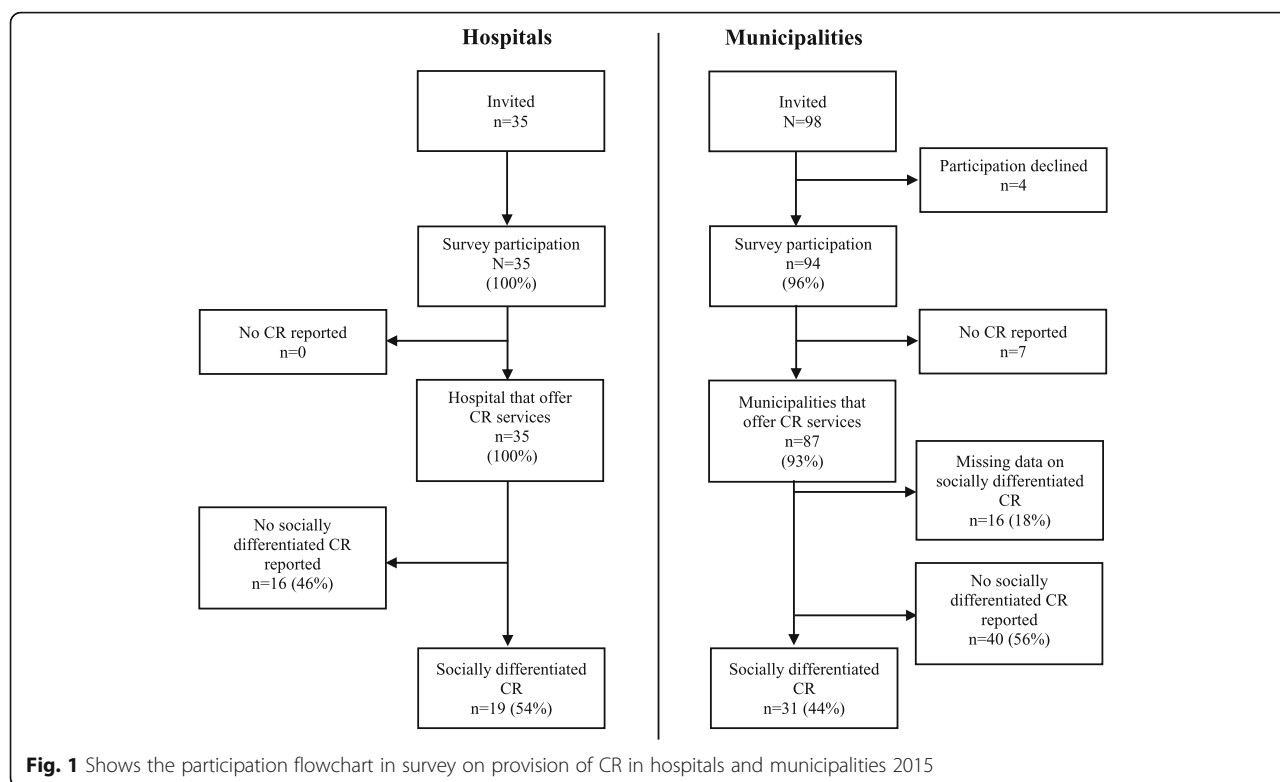 Hospitals
Invited
n=35
Survey participation
N=35
(100%)
No CR reported
n=0
Hospital that offer
CR services
n=35
(100%)
No socially
differentiated CR
reported
n=16 (46%)
Socially differentiated
CR
n=19 (54%)
Municipalities
Invited
N=98
Participation declined
n=4
Survey participation
n=94
(96%)
No CR reported
n=7
Municipalities that
offer CR services
n=87
(93%)
Missing data on
socially differentiated
CR
n=16 (18%)
No socially
differentiated CR
reported
n=40 (56%)
Socially differentiated
CR
n=31 (44%)
Fig. 1 Shows the participation flowchart in survey on provision of CR in hospitals and municipalities 2015